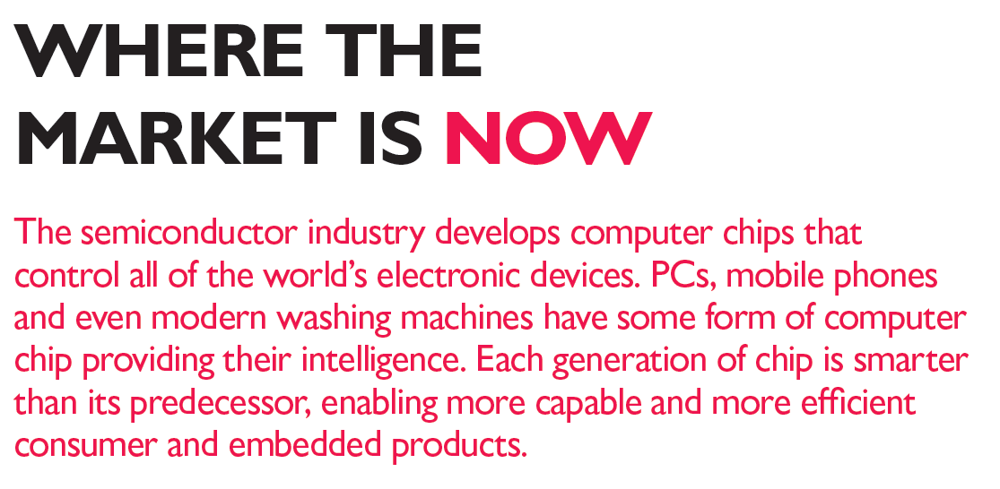 WHERE THE
MARKET IS NOW
The semiconductor industry develops computer chips that
control all of the world’s electronic devices. PCs, mobile phones
and even modern washing machines have some form of computer
chip providing their intelligence. Each generation of chip is smarter
than its predecessor, enabling more capable and more efficient
consumer and embedded products.